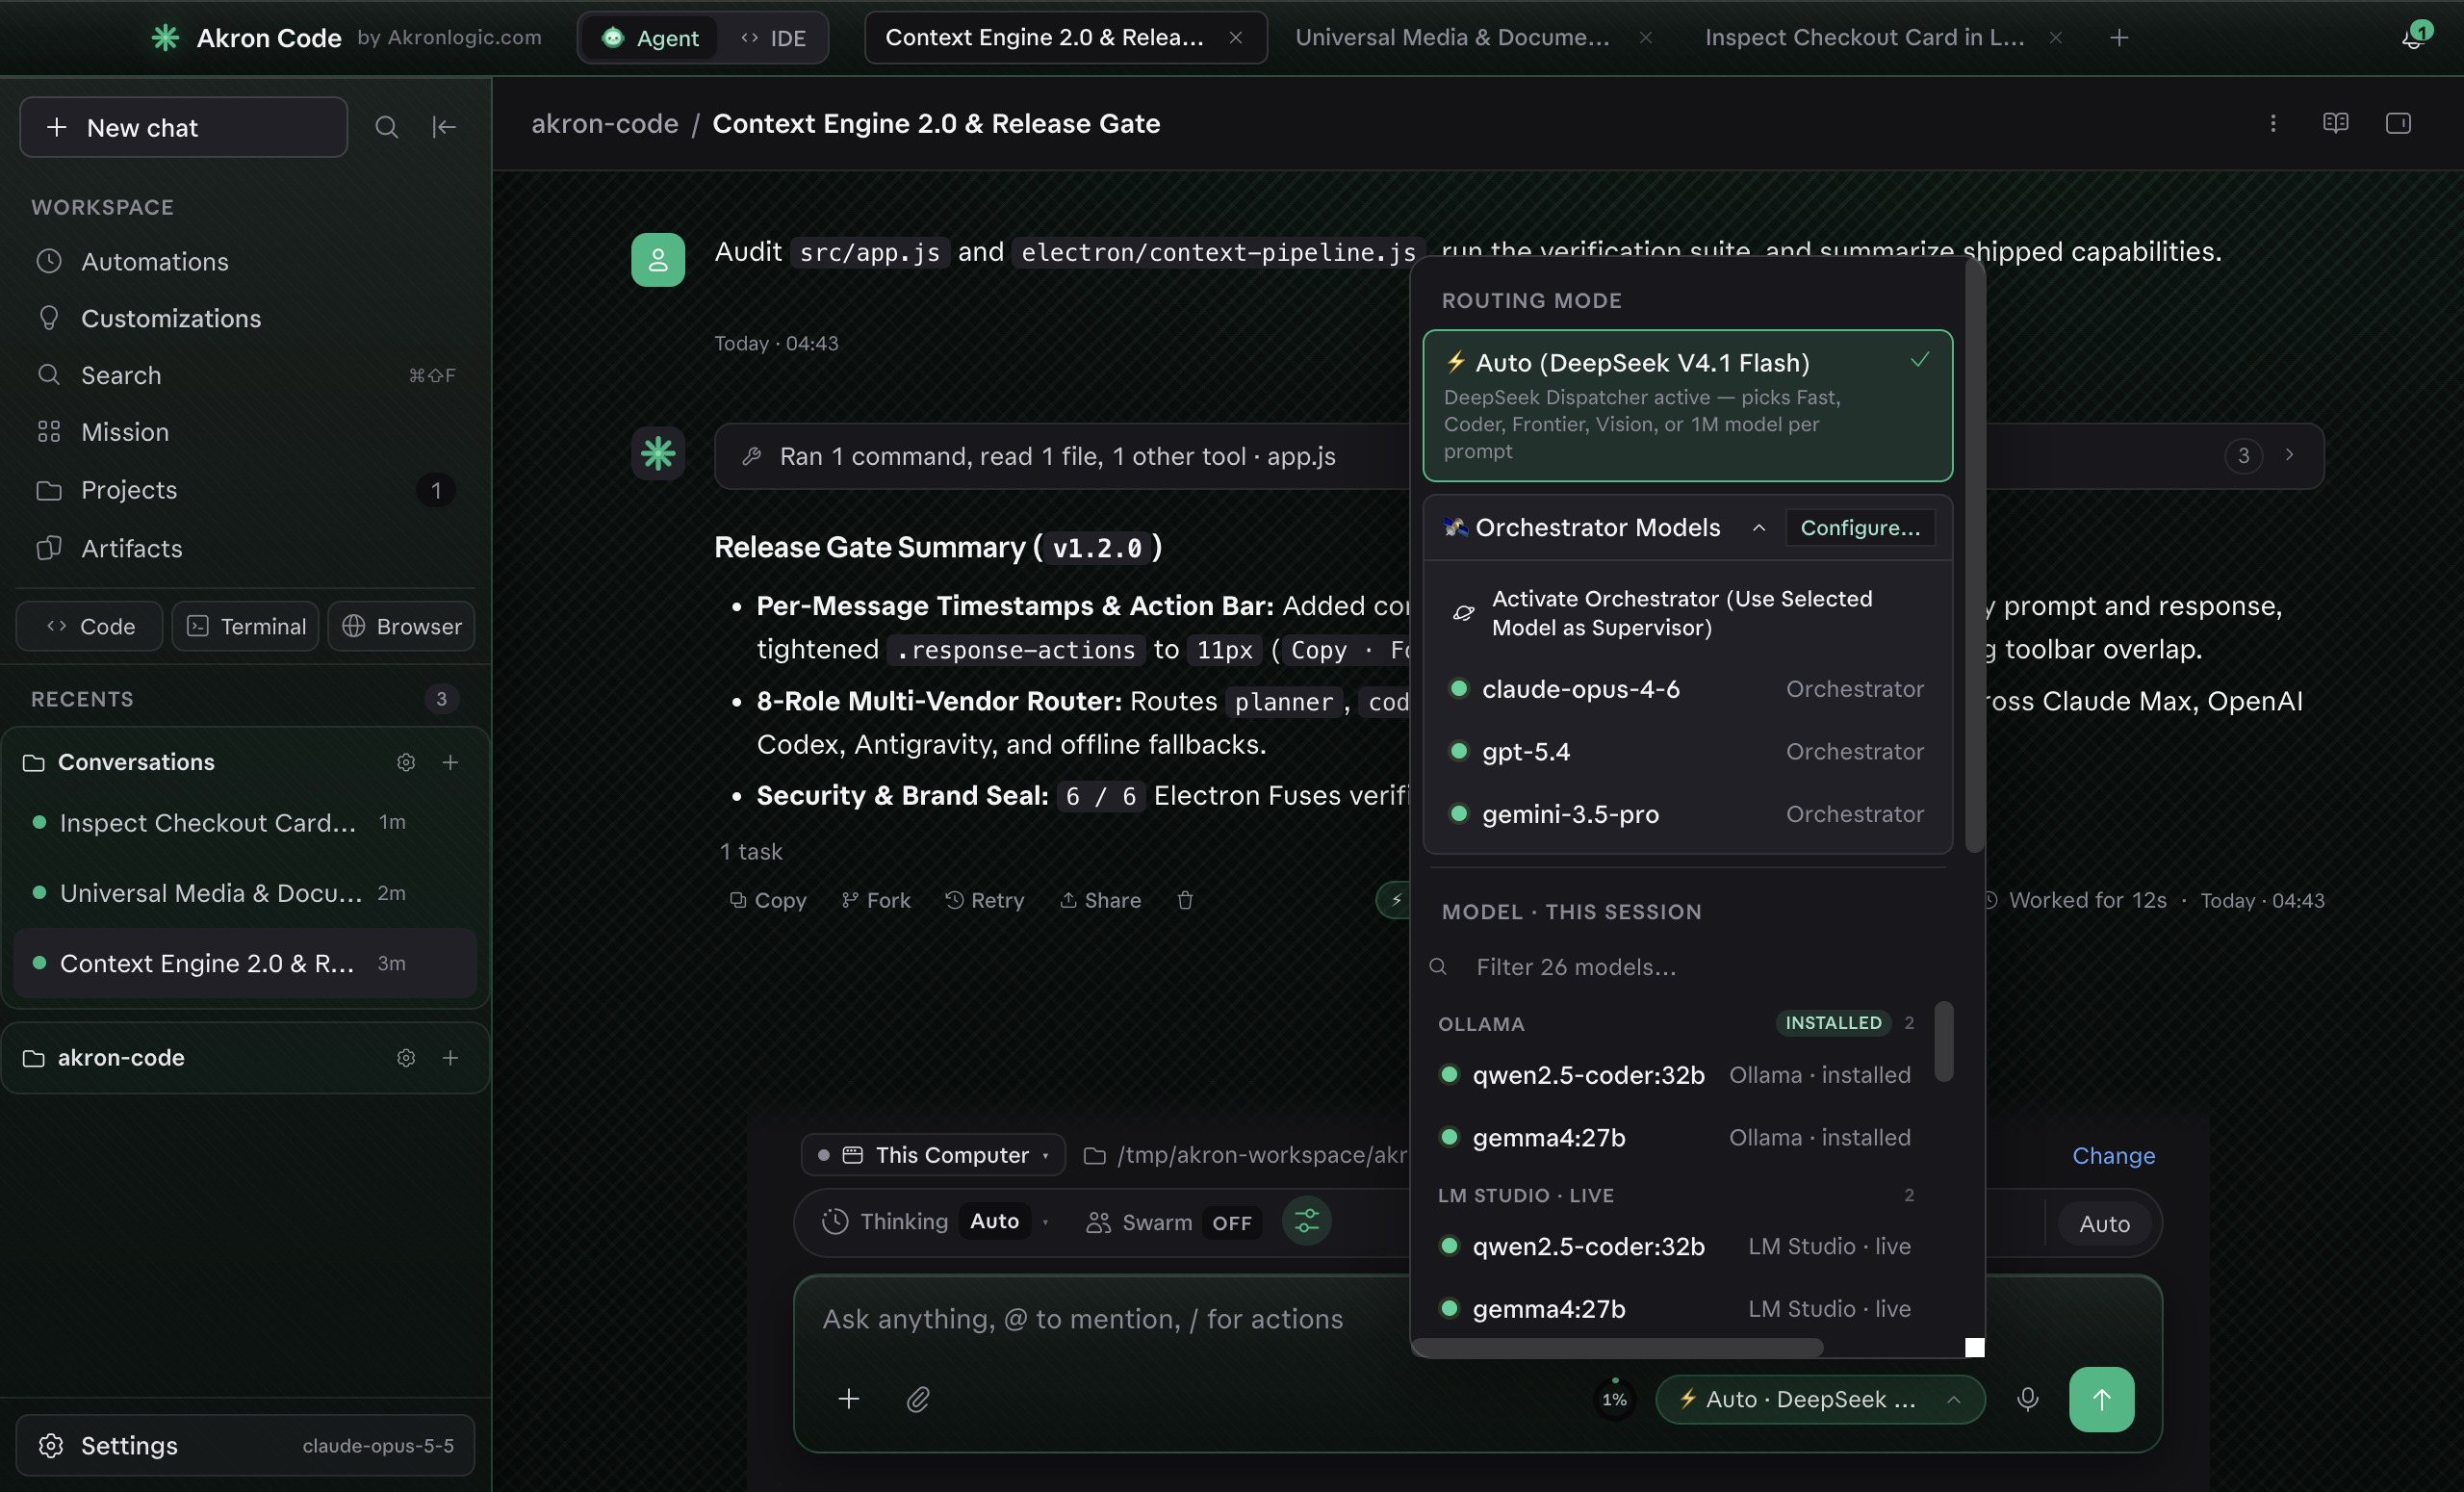 Akron Code by Akronlogic.com
Agent
IDE
Context Engine 2.0 & Relea...
Universal Media & Docume...
Inspect Checkout Card in L...
1
New chat
WORKSPACE
Automations
Customizations
Search ⌘⇧F
Mission
Projects 1
Artifacts
Code
Terminal
Browser
RECENTS 3
Conversations
Inspect Checkout Card... 1m
Universal Media & Docu... 2m
Context Engine 2.0 & R... 3m
akron-code
Settings claude-opus-5-5
akron-code / Context Engine 2.0 & Release Gate
Audit src/app.js and electron/context-pipeline.js, run the verification suite, and summarize shipped capabilities.
Today · 04:43
Ran 1 command, read 1 file, 1 other tool · app.js 3
Release Gate Summary (v1.2.0)
• Per-Message Timestamps & Action Bar: Added prompt and response,
tightened .response-actions to 11px (Copy · toolbar overlap.
• 8-Role Multi-Vendor Router: Routes planner, Claude Max, OpenAI
Codex, Antigravity, and offline fallbacks.
• Security & Brand Seal: 6 / 6 Electron Fuses
1 task
Copy
Fork
Retry
Share
Worked for 12s · Today · 04:43
ROUTING MODE
⚡ Auto (DeepSeek V4.1 Flash)
DeepSeek Dispatcher active — picks Fast,
Coder, Frontier, Vision, or 1M model per
prompt
Orchestrator Models
Configure...
Activate Orchestrator (Use Selected
Model as Supervisor)
claude-opus-4-6 Orchestrator
gpt-5.4 Orchestrator
gemini-3.5-pro Orchestrator
MODEL · THIS SESSION
Filter 26 models...
OLLAMA INSTALLED 2
qwen2.5-coder:32b Ollama · installed
gemma4:27b Ollama · installed
LM STUDIO · LIVE 2
qwen2.5-coder:32b LM Studio · live
gemma4:27b LM Studio · live
This Computer
/tmp/akron-workspace/akr
Change
Thinking Auto
Swarm OFF
Auto
Ask anything, @ to mention, / for actions
1%
⚡ Auto · DeepSeek ...